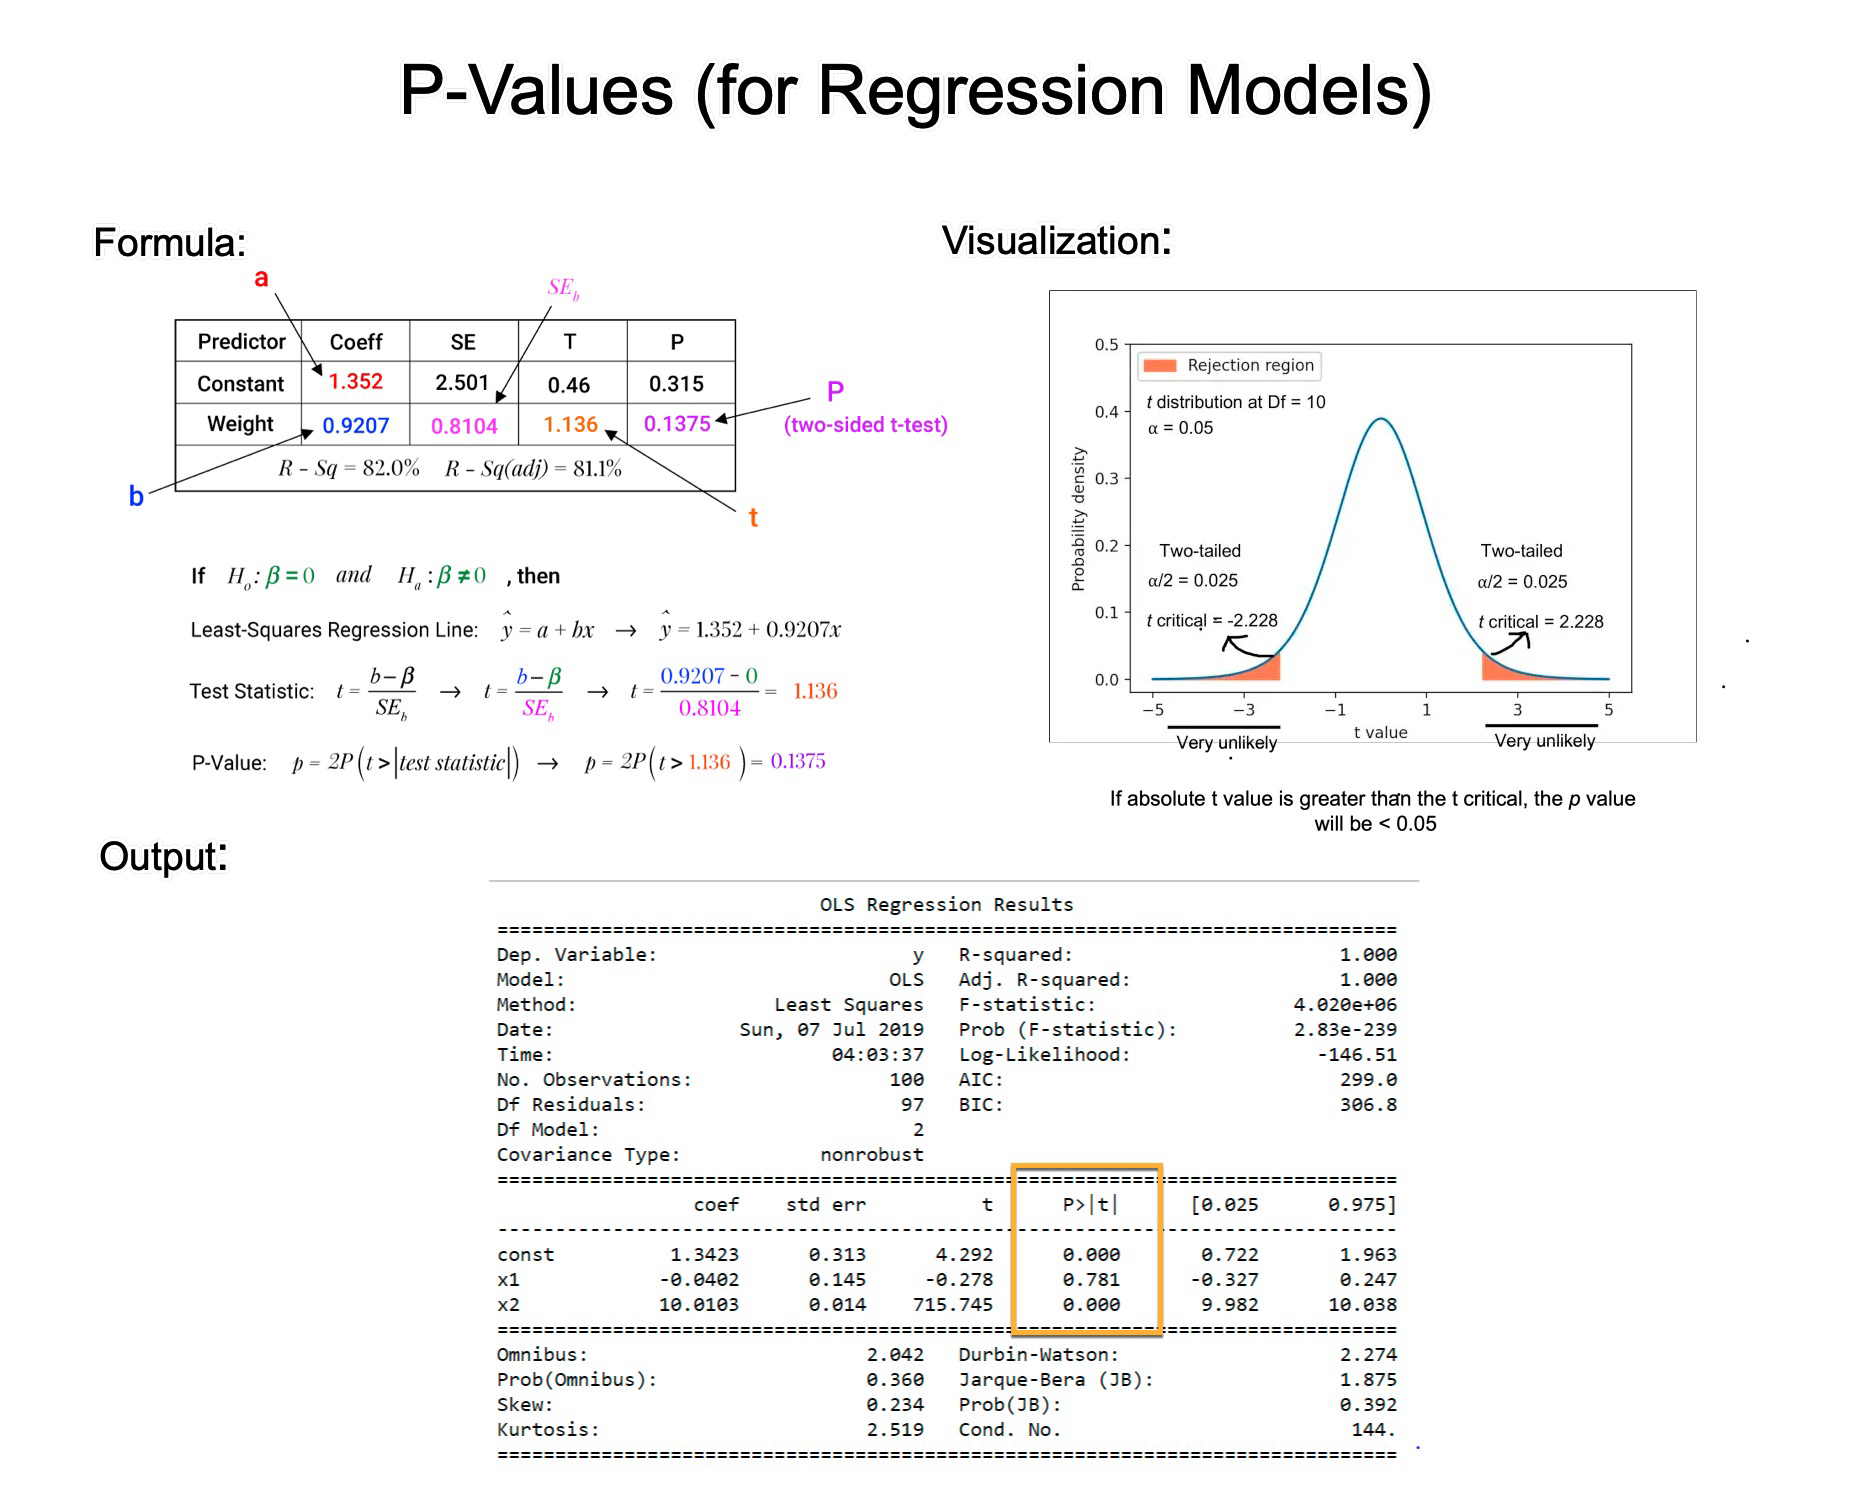 P-Values (for Regression Models)
Formula:
a
SE_b
Predictor Coeff SE T P
Constant 1.352 2.501 0.46 0.315
Weight 0.9207 0.8104 1.136 0.1375
R – Sq = 82.0% R – Sq(adj) = 81.1%
P
(two-sided t-test)
b
t
If H_o: β = 0 and H_a: β ≠ 0 , then
Least-Squares Regression Line: ŷ = a + bx → ŷ = 1.352 + 0.9207x
Test Statistic: t = (b – β)/SE_b → t = (b – β)/SE_b → t = (0.9207 – 0)/0.8104 = 1.136
P-Value: p = 2P(t > |test statistic|) → p = 2P(t > 1.136 ) = 0.1375
Visualization:
Rejection region
t distribution at Df = 10
α = 0.05
Probability density
0.5
0.4
0.3
0.2
0.1
0.0
Two-tailed
α/2 = 0.025
t critical = -2.228
Two-tailed
α/2 = 0.025
t critical = 2.228
−5 −3 −1 1 3 5
t value
Very unlikely
Very unlikely
If absolute t value is greater than the t critical, the p value
will be < 0.05
Output:
OLS Regression Results
==============================================================================
Dep. Variable: y R-squared: 1.000
Model: OLS Adj. R-squared: 1.000
Method: Least Squares F-statistic: 4.020e+06
Date: Sun, 07 Jul 2019 Prob (F-statistic): 2.83e-239
Time: 04:03:37 Log-Likelihood: -146.51
No. Observations: 100 AIC: 299.0
Df Residuals: 97 BIC: 306.8
Df Model: 2
Covariance Type: nonrobust
==============================================================================
coef std err t P>|t| [0.025 0.975]
------------------------------------------------------------------------------
const 1.3423 0.313 4.292 0.000 0.722 1.963
x1 -0.0402 0.145 -0.278 0.781 -0.327 0.247
x2 10.0103 0.014 715.745 0.000 9.982 10.038
==============================================================================
Omnibus: 2.042 Durbin-Watson: 2.274
Prob(Omnibus): 0.360 Jarque-Bera (JB): 1.875
Skew: 0.234 Prob(JB): 0.392
Kurtosis: 2.519 Cond. No. 144.
==============================================================================